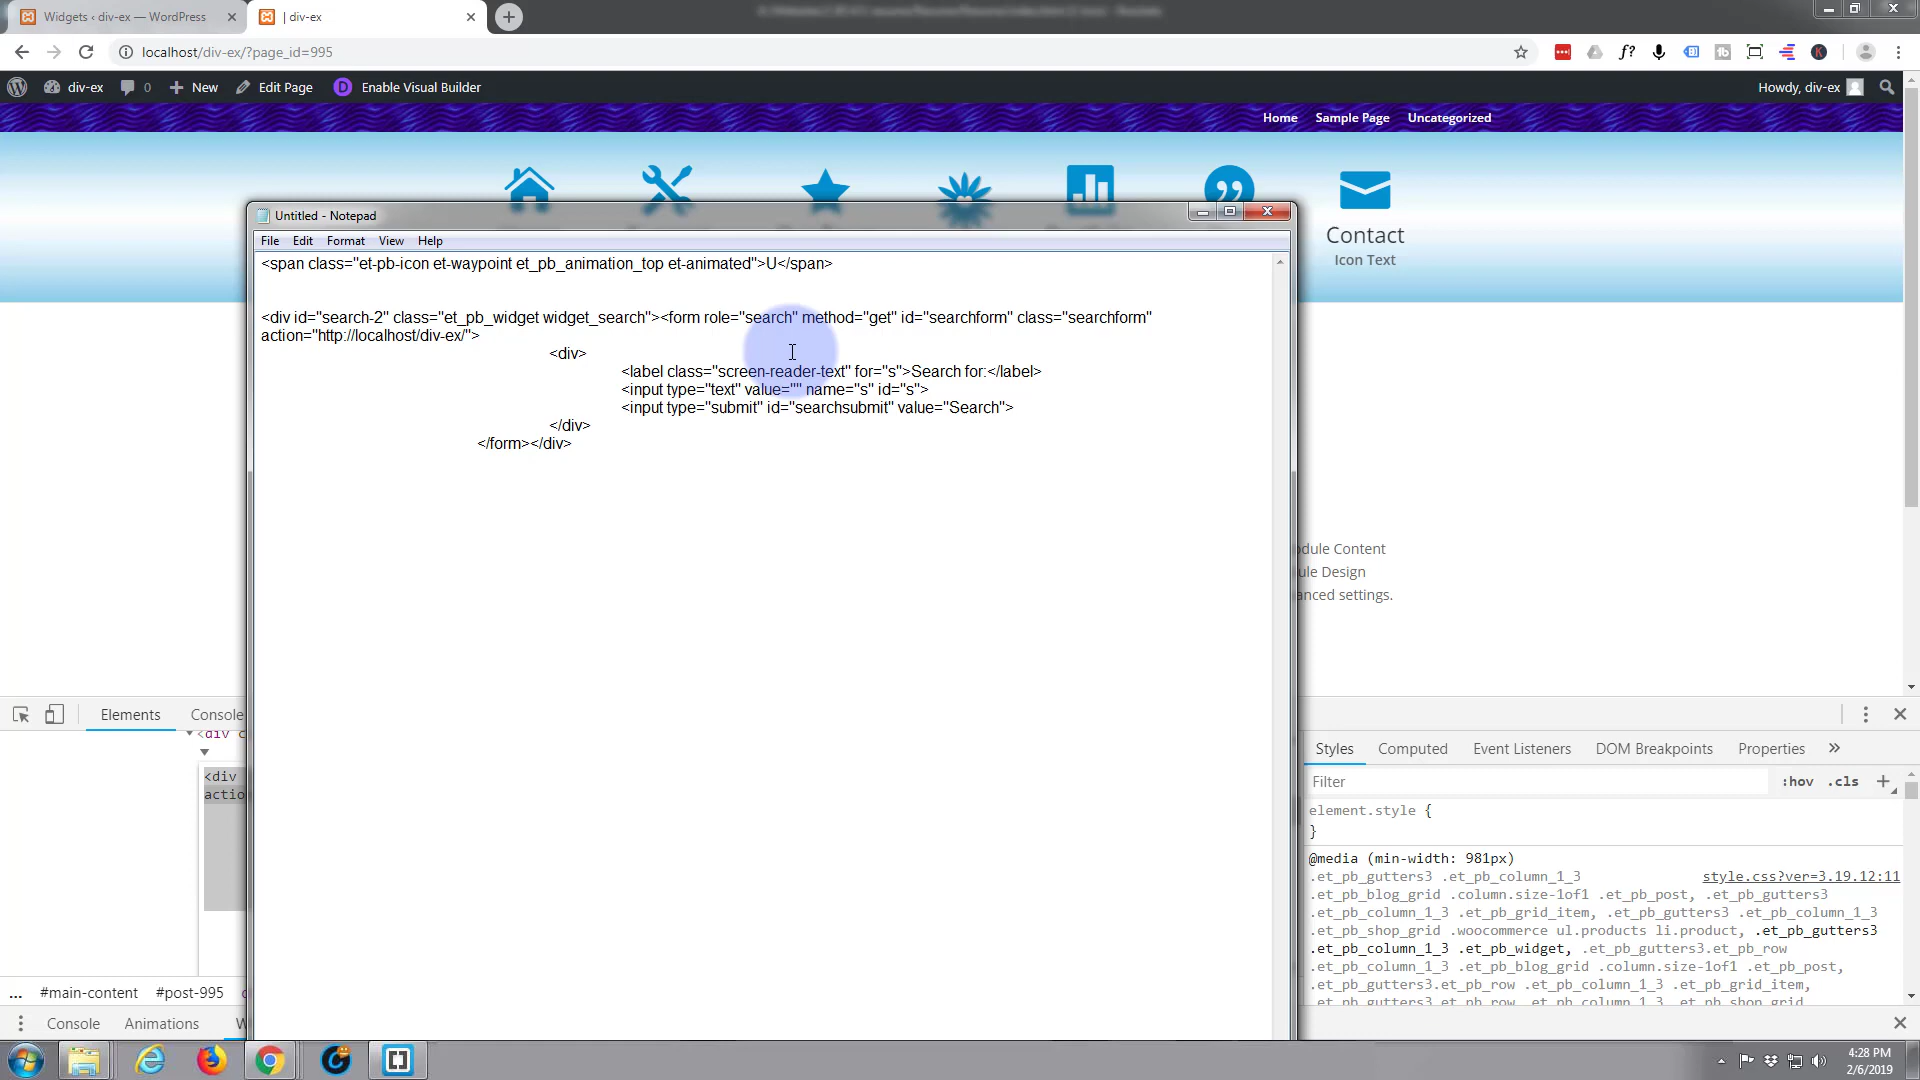 Widgets ‹ div-ex — WordPress
| div-ex
localhost/div-ex/?page_id=995
div-ex
0
New
Edit Page
Enable Visual Builder
Howdy, div-ex
Home
Sample Page
Uncategorized
Contact
Icon Text
Untitled - Notepad
File Edit Format View Help
<span class="et-pb-icon et-waypoint et_pb_animation_top et-animated">U</span>
<div id="search-2" class="et_pb_widget widget_search"><form role="search" method="get" id="searchform" class="searchform"
action="http://localhost/div-ex/">
<div>
<label class="screen-reader-text" for="s">Search for:</label>
<input type="text" value="" name="s" id="s">
<input type="submit" id="searchsubmit" value="Search">
</div>
</form></div>
Content
Design
settings.
Elements
Console
<div
<div
Styles
Computed
Event Listeners
DOM Breakpoints
Properties
Filter
:hov
.cls
element.style {
}
@media (min-width: 981px)
.et_pb_gutters3 .et_pb_column_1_3
style.css?ver=3.19.12:11
.et_pb_blog_grid .column.size-1of1 .et_pb_post, .et_pb_gutters3
.et_pb_column_1_3 .et_pb_grid_item, .et_pb_gutters3 .et_pb_column_1_3
.et_pb_shop_grid .woocommerce ul.products li.product, .et_pb_gutters3
.et_pb_column_1_3 .et_pb_widget, .et_pb_gutters3.et_pb_row
.et_pb_column_1_3 .et_pb_blog_grid .column.size-1of1 .et_pb_post,
.et_pb_gutters3.et_pb_row .et_pb_column_1_3 .et_pb_grid_item,
.et_pb_gutters3.et_pb_row .et_pb_column_1_3 .et_pb_shop_grid
... #main-content #post-995
Console
Animations
4:28 PM
2/6/2019